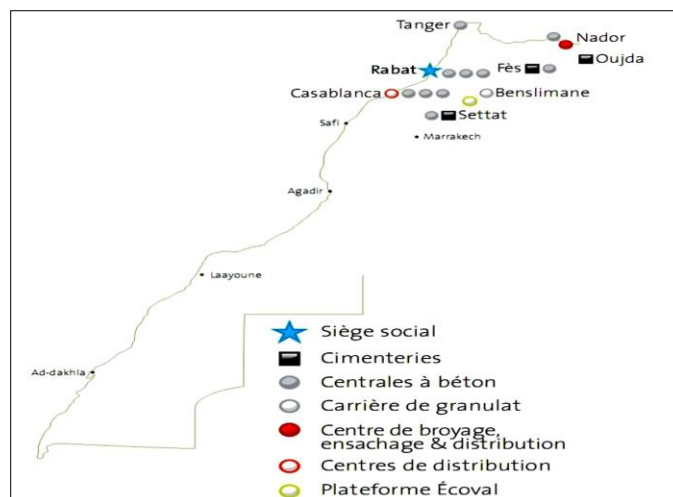 Tanger
Nador
Oujda
Rabat
Fès
Casablanca
Benslimane
Settat
Safi
Marrakech
Agadir
Laayoune
Ad-dakhla
Siège social
Cimenteries
Centrales à béton
Carrière de granulat
Centre de broyage,
ensachage & distribution
Centres de distribution
Plateforme Écoval